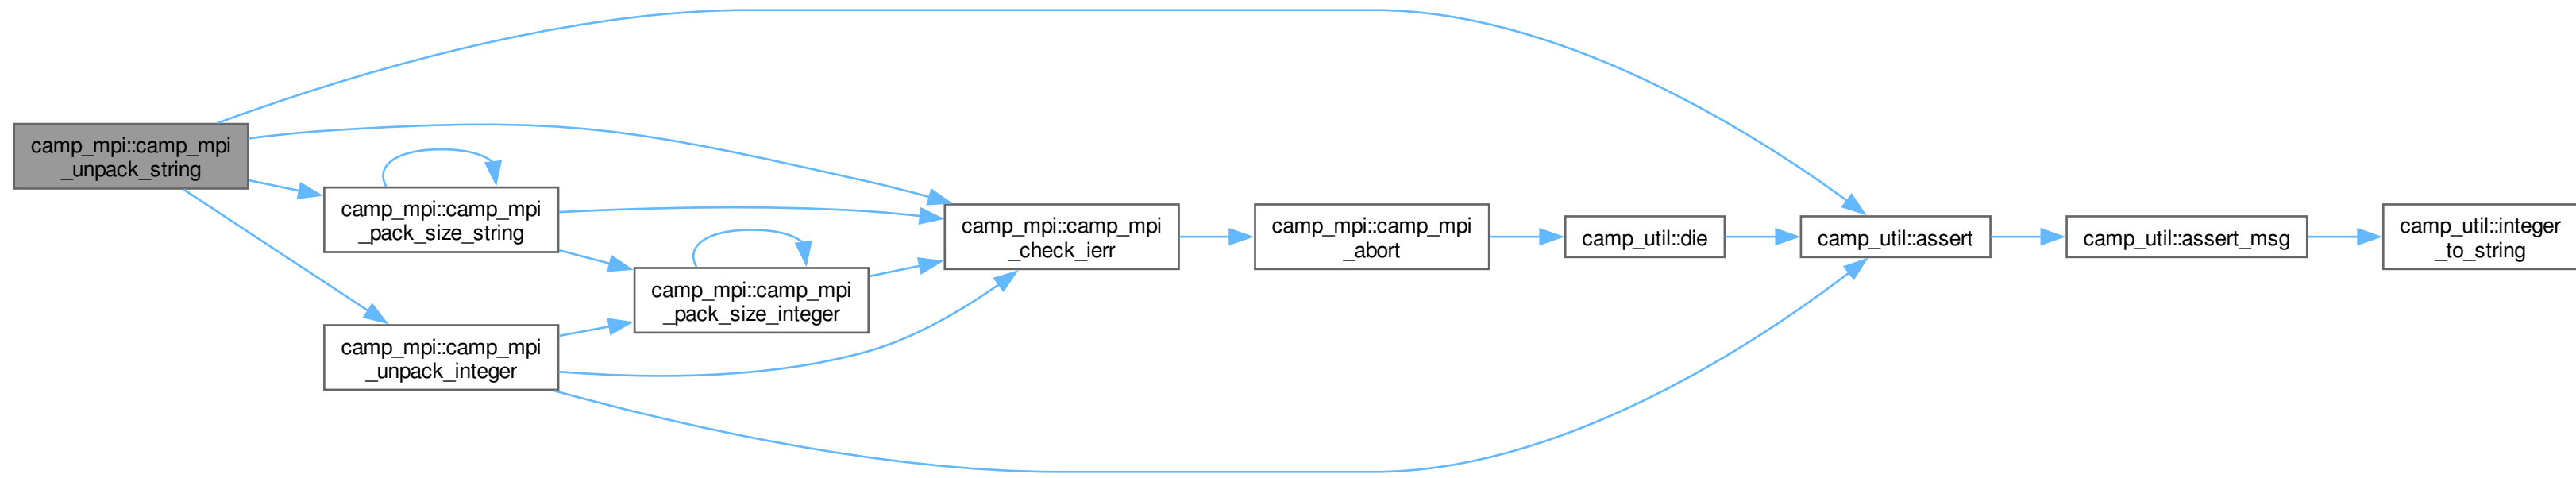 camp_mpi::camp_mpi
_unpack_string
camp_mpi::camp_mpi
_pack_size_string
camp_mpi::camp_mpi
_unpack_integer
camp_mpi::camp_mpi
_pack_size_integer
camp_mpi::camp_mpi
_check_ierr
camp_mpi::camp_mpi
_abort
camp_util::die
camp_util::assert
camp_util::assert_msg
camp_util::integer
_to_string